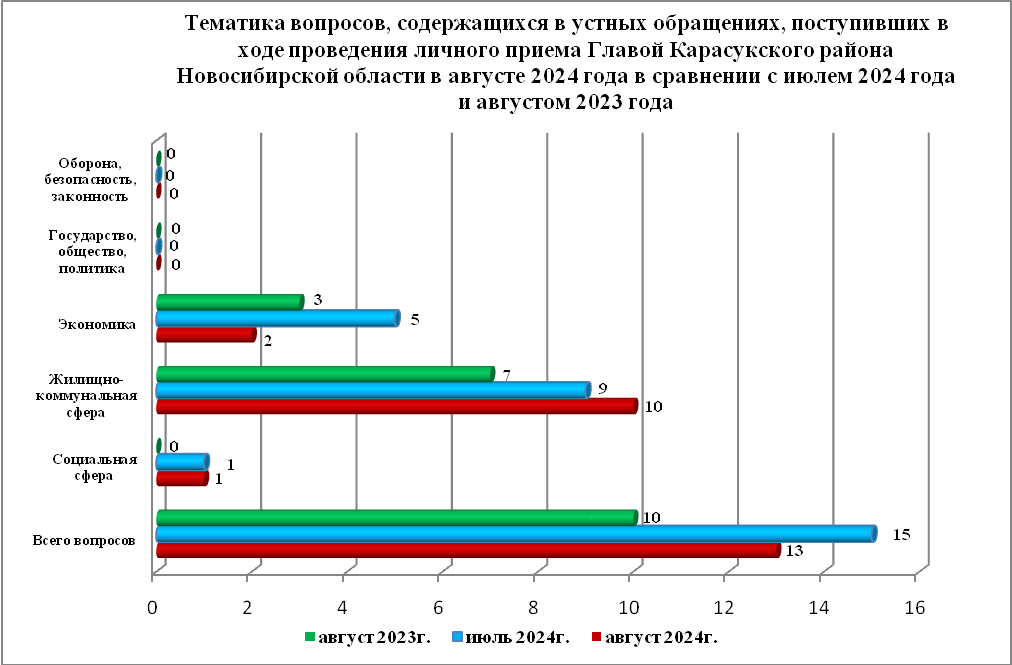 Тематика вопросов, содержащихся в устных обращениях, поступивших в
ходе проведения личного приема Главой Карасукского района
Новосибирской области в августе 2024 года в сравнении с июлем 2024 года
и августом 2023 года
Оборона,
безопасность,
законность
0
0
0
Государство,
общество,
политика
0
0
0
Экономика
3
5
2
Жилищно-
коммунальная
сфера
7
9
10
Социальная
сфера
0
1
1
Всего вопросов
10
15
13
0 2 4 6 8 10 12 14 16
август 2023г. июль 2024г. август 2024г.